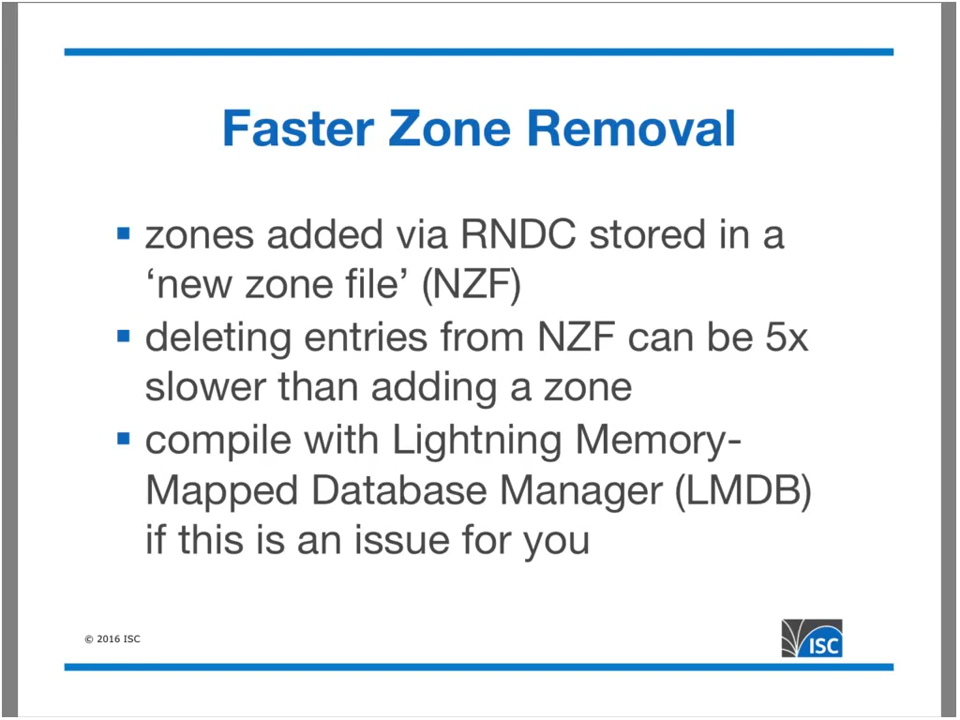 Faster Zone Removal
▪ zones added via RNDC stored in a
‘new zone file’ (NZF)
▪ deleting entries from NZF can be 5x
slower than adding a zone
▪ compile with Lightning Memory-
Mapped Database Manager (LMDB)
if this is an issue for you
© 2016 ISC
ISC